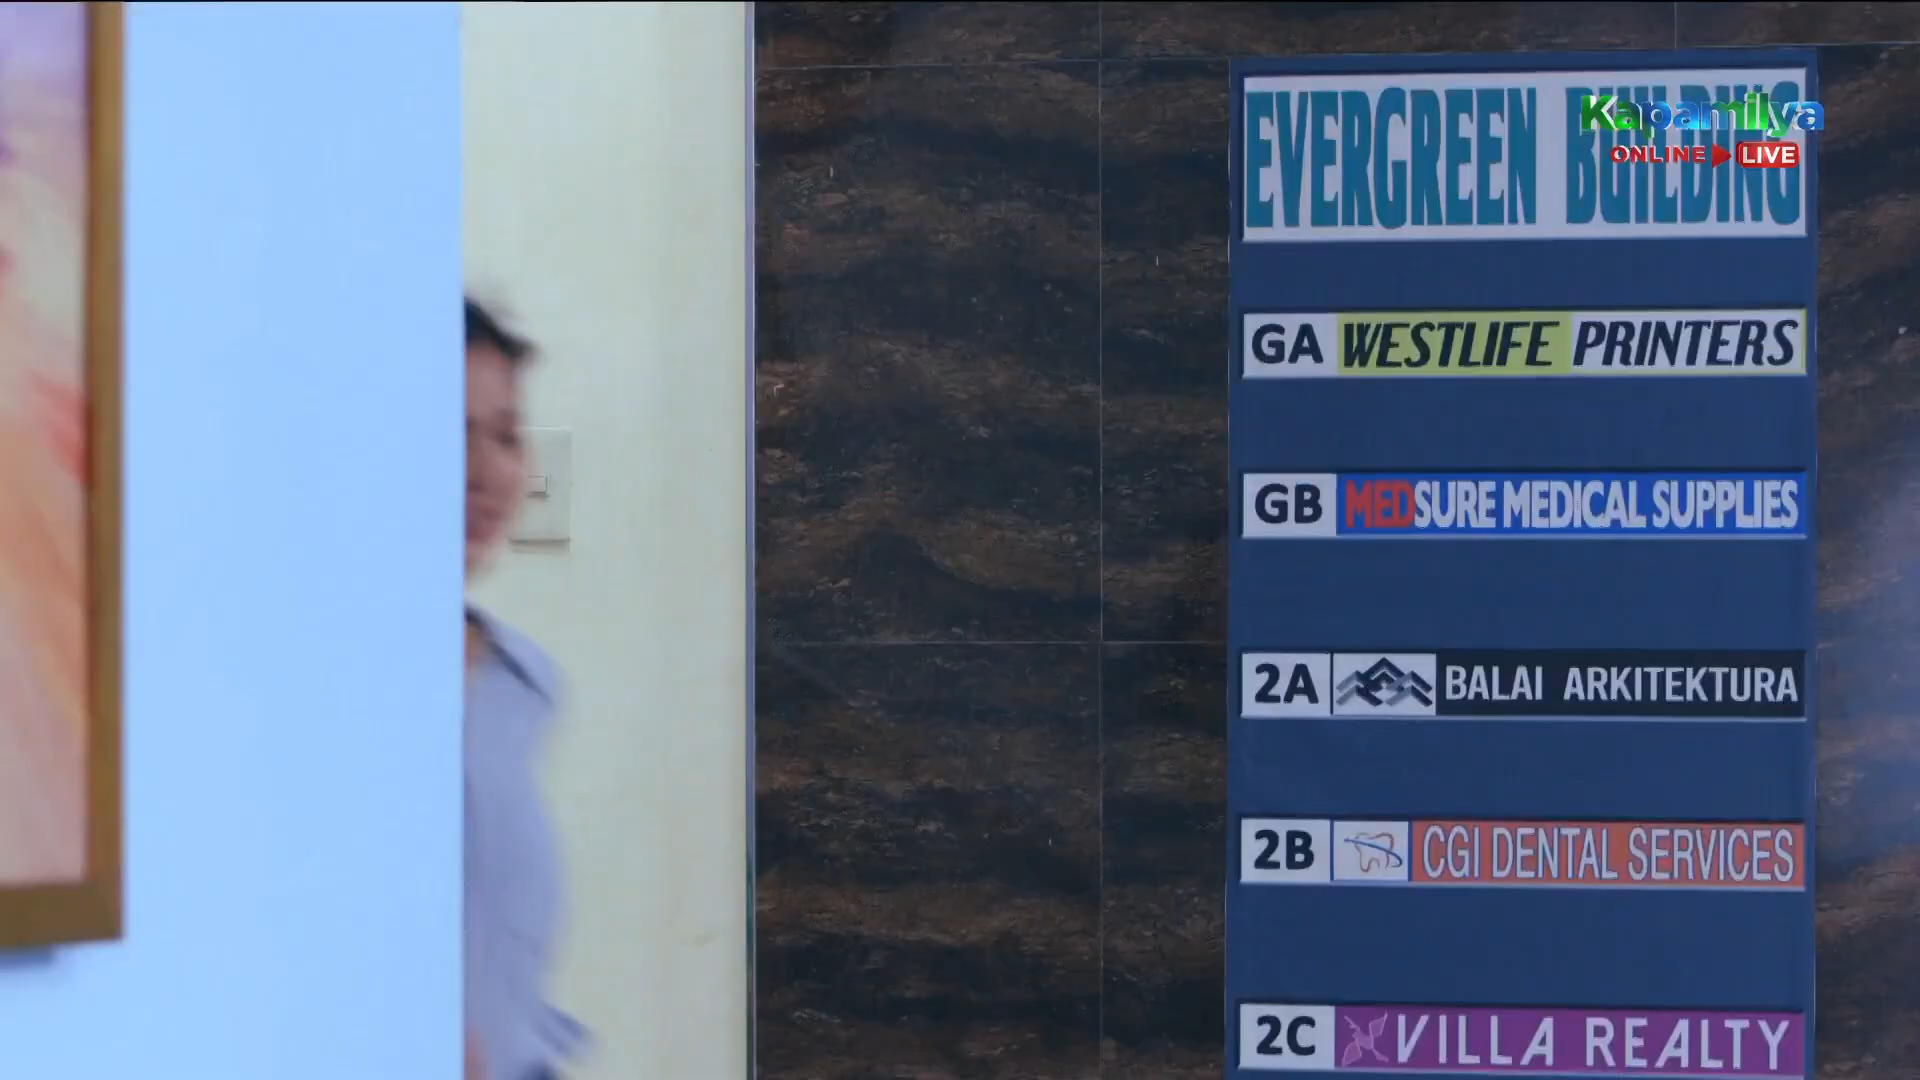 EVERGREEN BUILDING
Kapamilya
ONLINE LIVE
GA WESTLIFE PRINTERS
GB MEDSURE MEDICAL SUPPLIES
2A BALAI ARKITEKTURA
2B CGI DENTAL SERVICES
2C VILLA REALTY